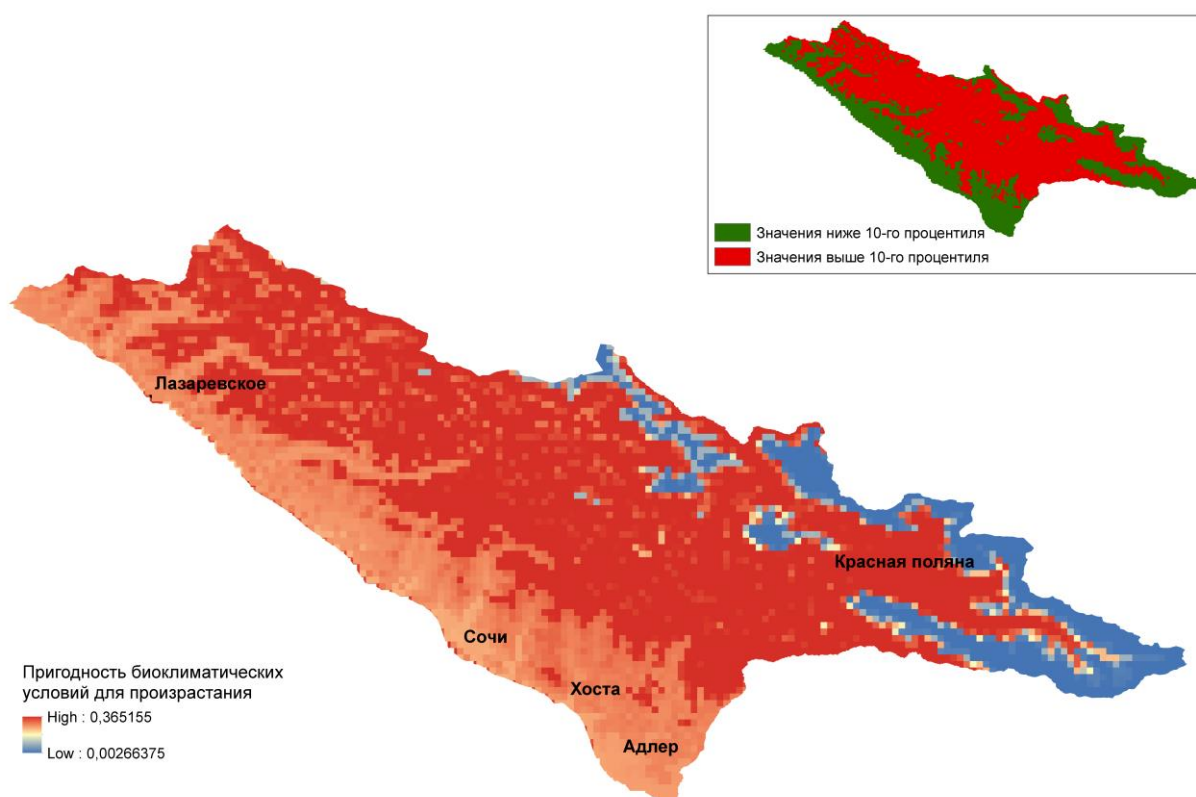 Значения ниже 10-го процентиля
Значения выше 10-го процентиля
Лазаревское
Красная поляна
Сочи
Хоста
Адлер
Пригодность биоклиматических
условий для произрастания
High : 0,365155
Low : 0,00266375